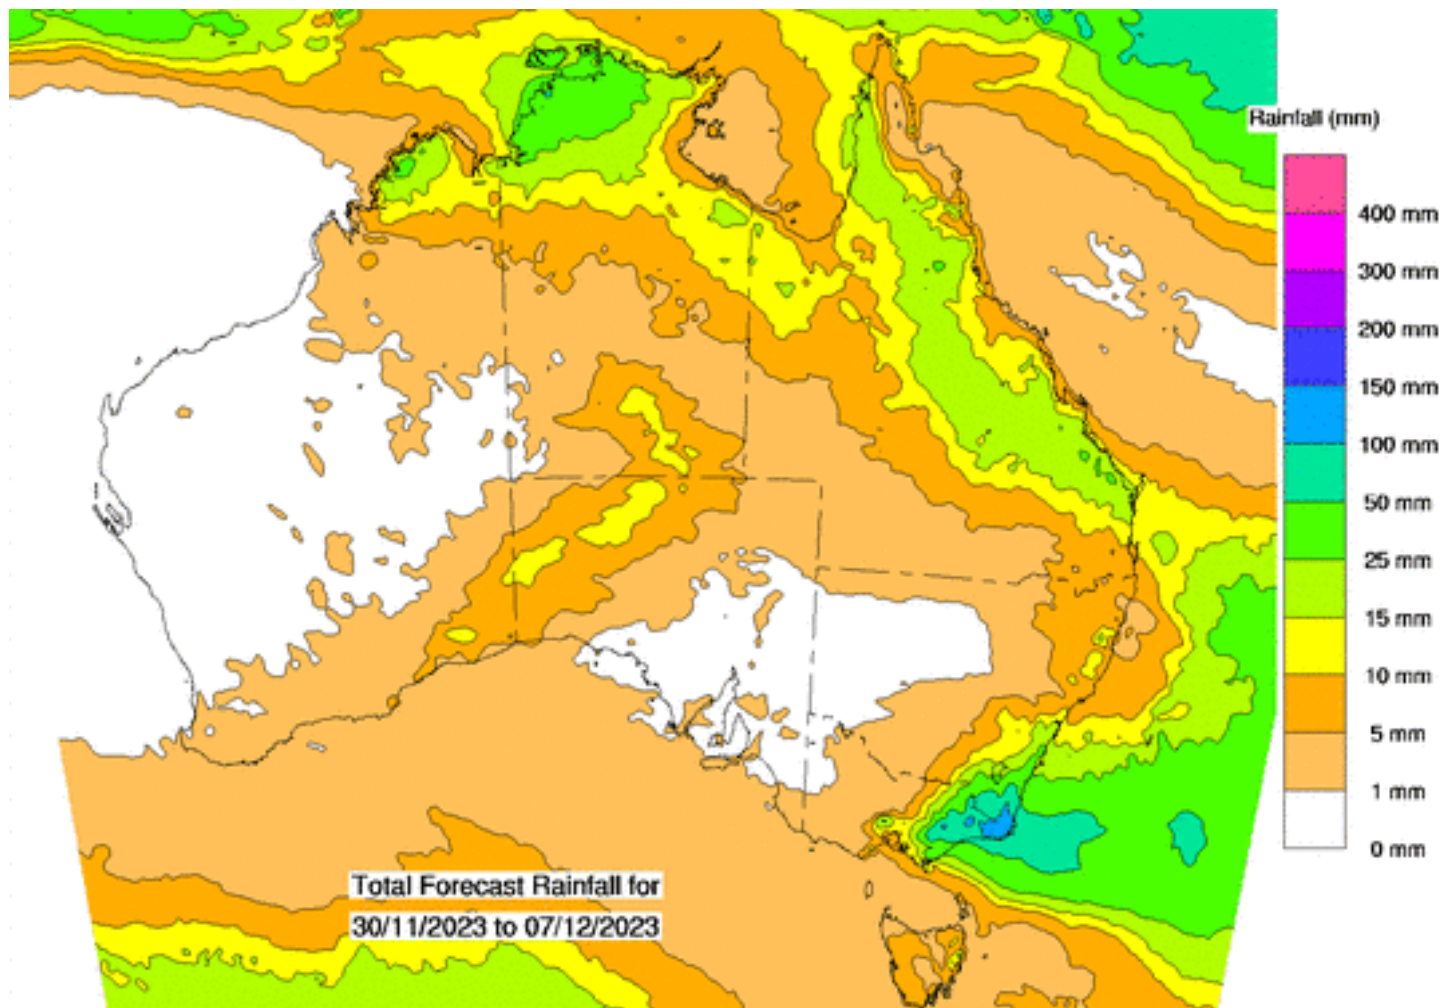 Rainfall (mm)
400 mm
300 mm
200 mm
150 mm
100 mm
50 mm
25 mm
15 mm
10 mm
5 mm
1 mm
0 mm
Total Forecast Rainfall for
30/11/2023 to 07/12/2023